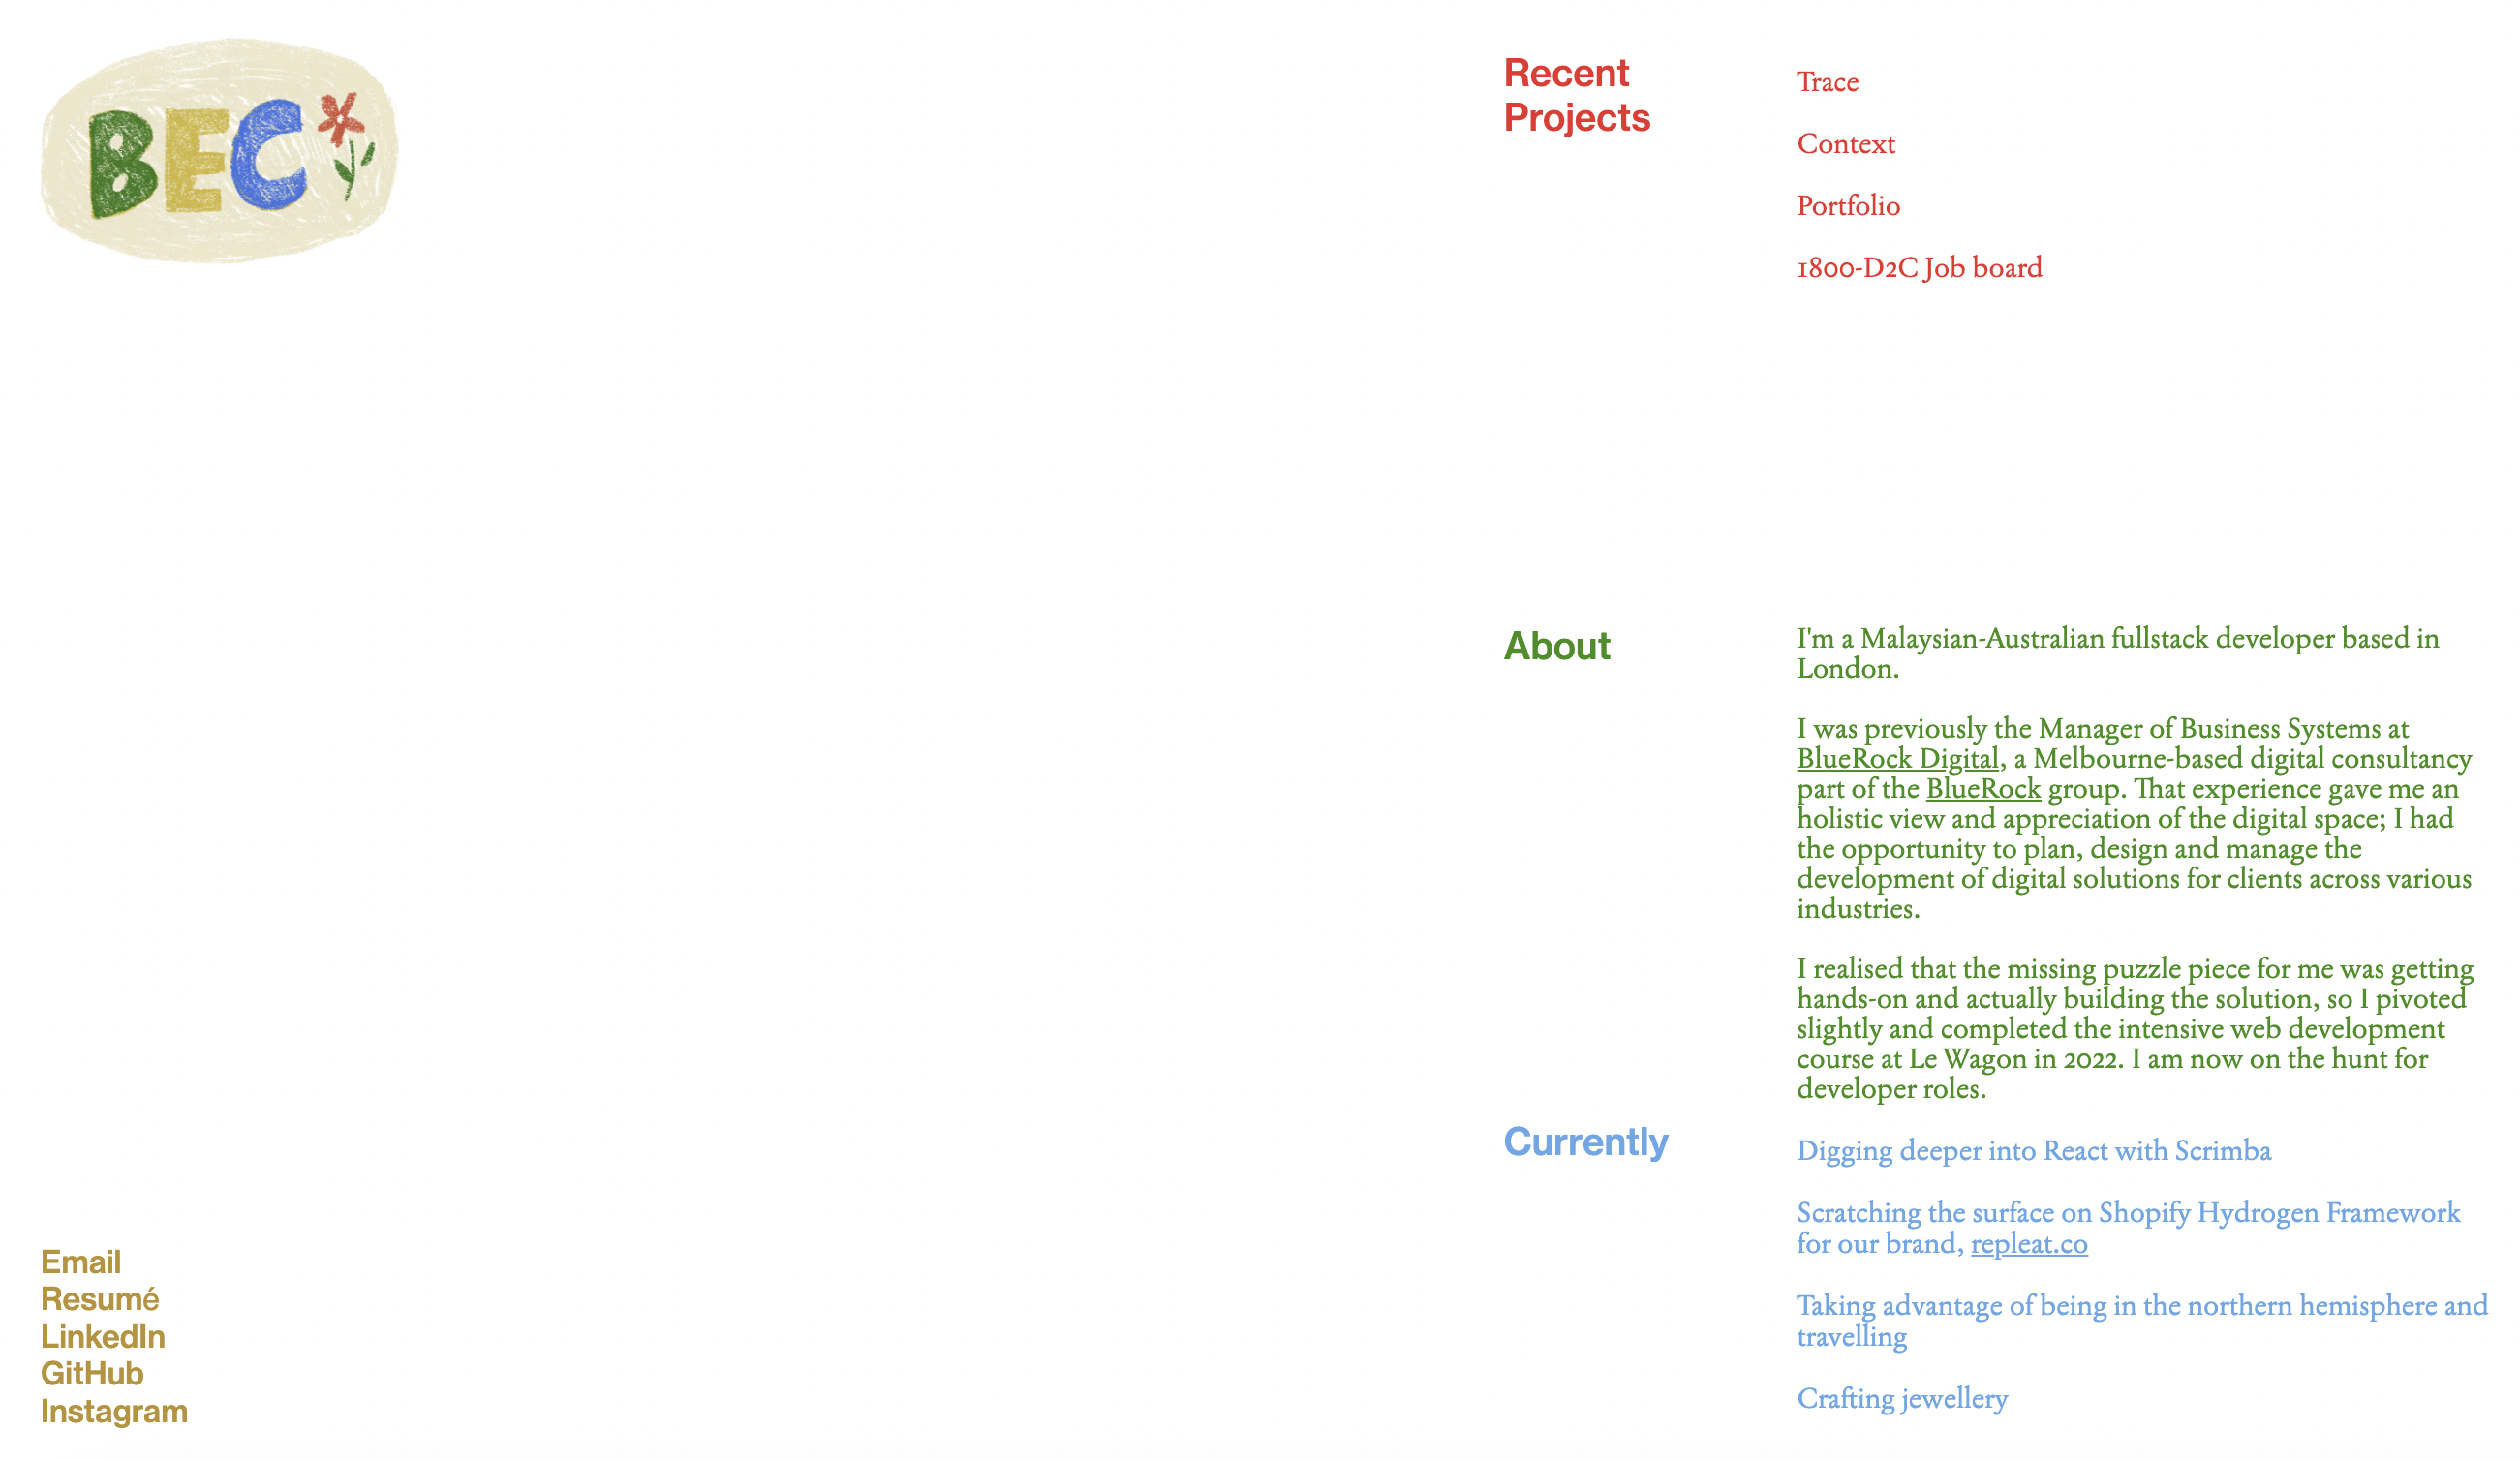 BEC
Recent
Projects
Trace
Context
Portfolio
1800-D2C Job board
About
I'm a Malaysian-Australian fullstack developer based in
London.
I was previously the Manager of Business Systems at
BlueRock Digital, a Melbourne-based digital consultancy
part of the BlueRock group. That experience gave me an
holistic view and appreciation of the digital space; I had
the opportunity to plan, design and manage the
development of digital solutions for clients across various
industries.
I realised that the missing puzzle piece for me was getting
hands-on and actually building the solution, so I pivoted
slightly and completed the intensive web development
course at Le Wagon in 2022. I am now on the hunt for
developer roles.
Currently
Digging deeper into React with Scrimba
Scratching the surface on Shopify Hydrogen Framework
for our brand, repleat.co
Taking advantage of being in the northern hemisphere and
travelling
Crafting jewellery
Email
Resumé
LinkedIn
GitHub
Instagram